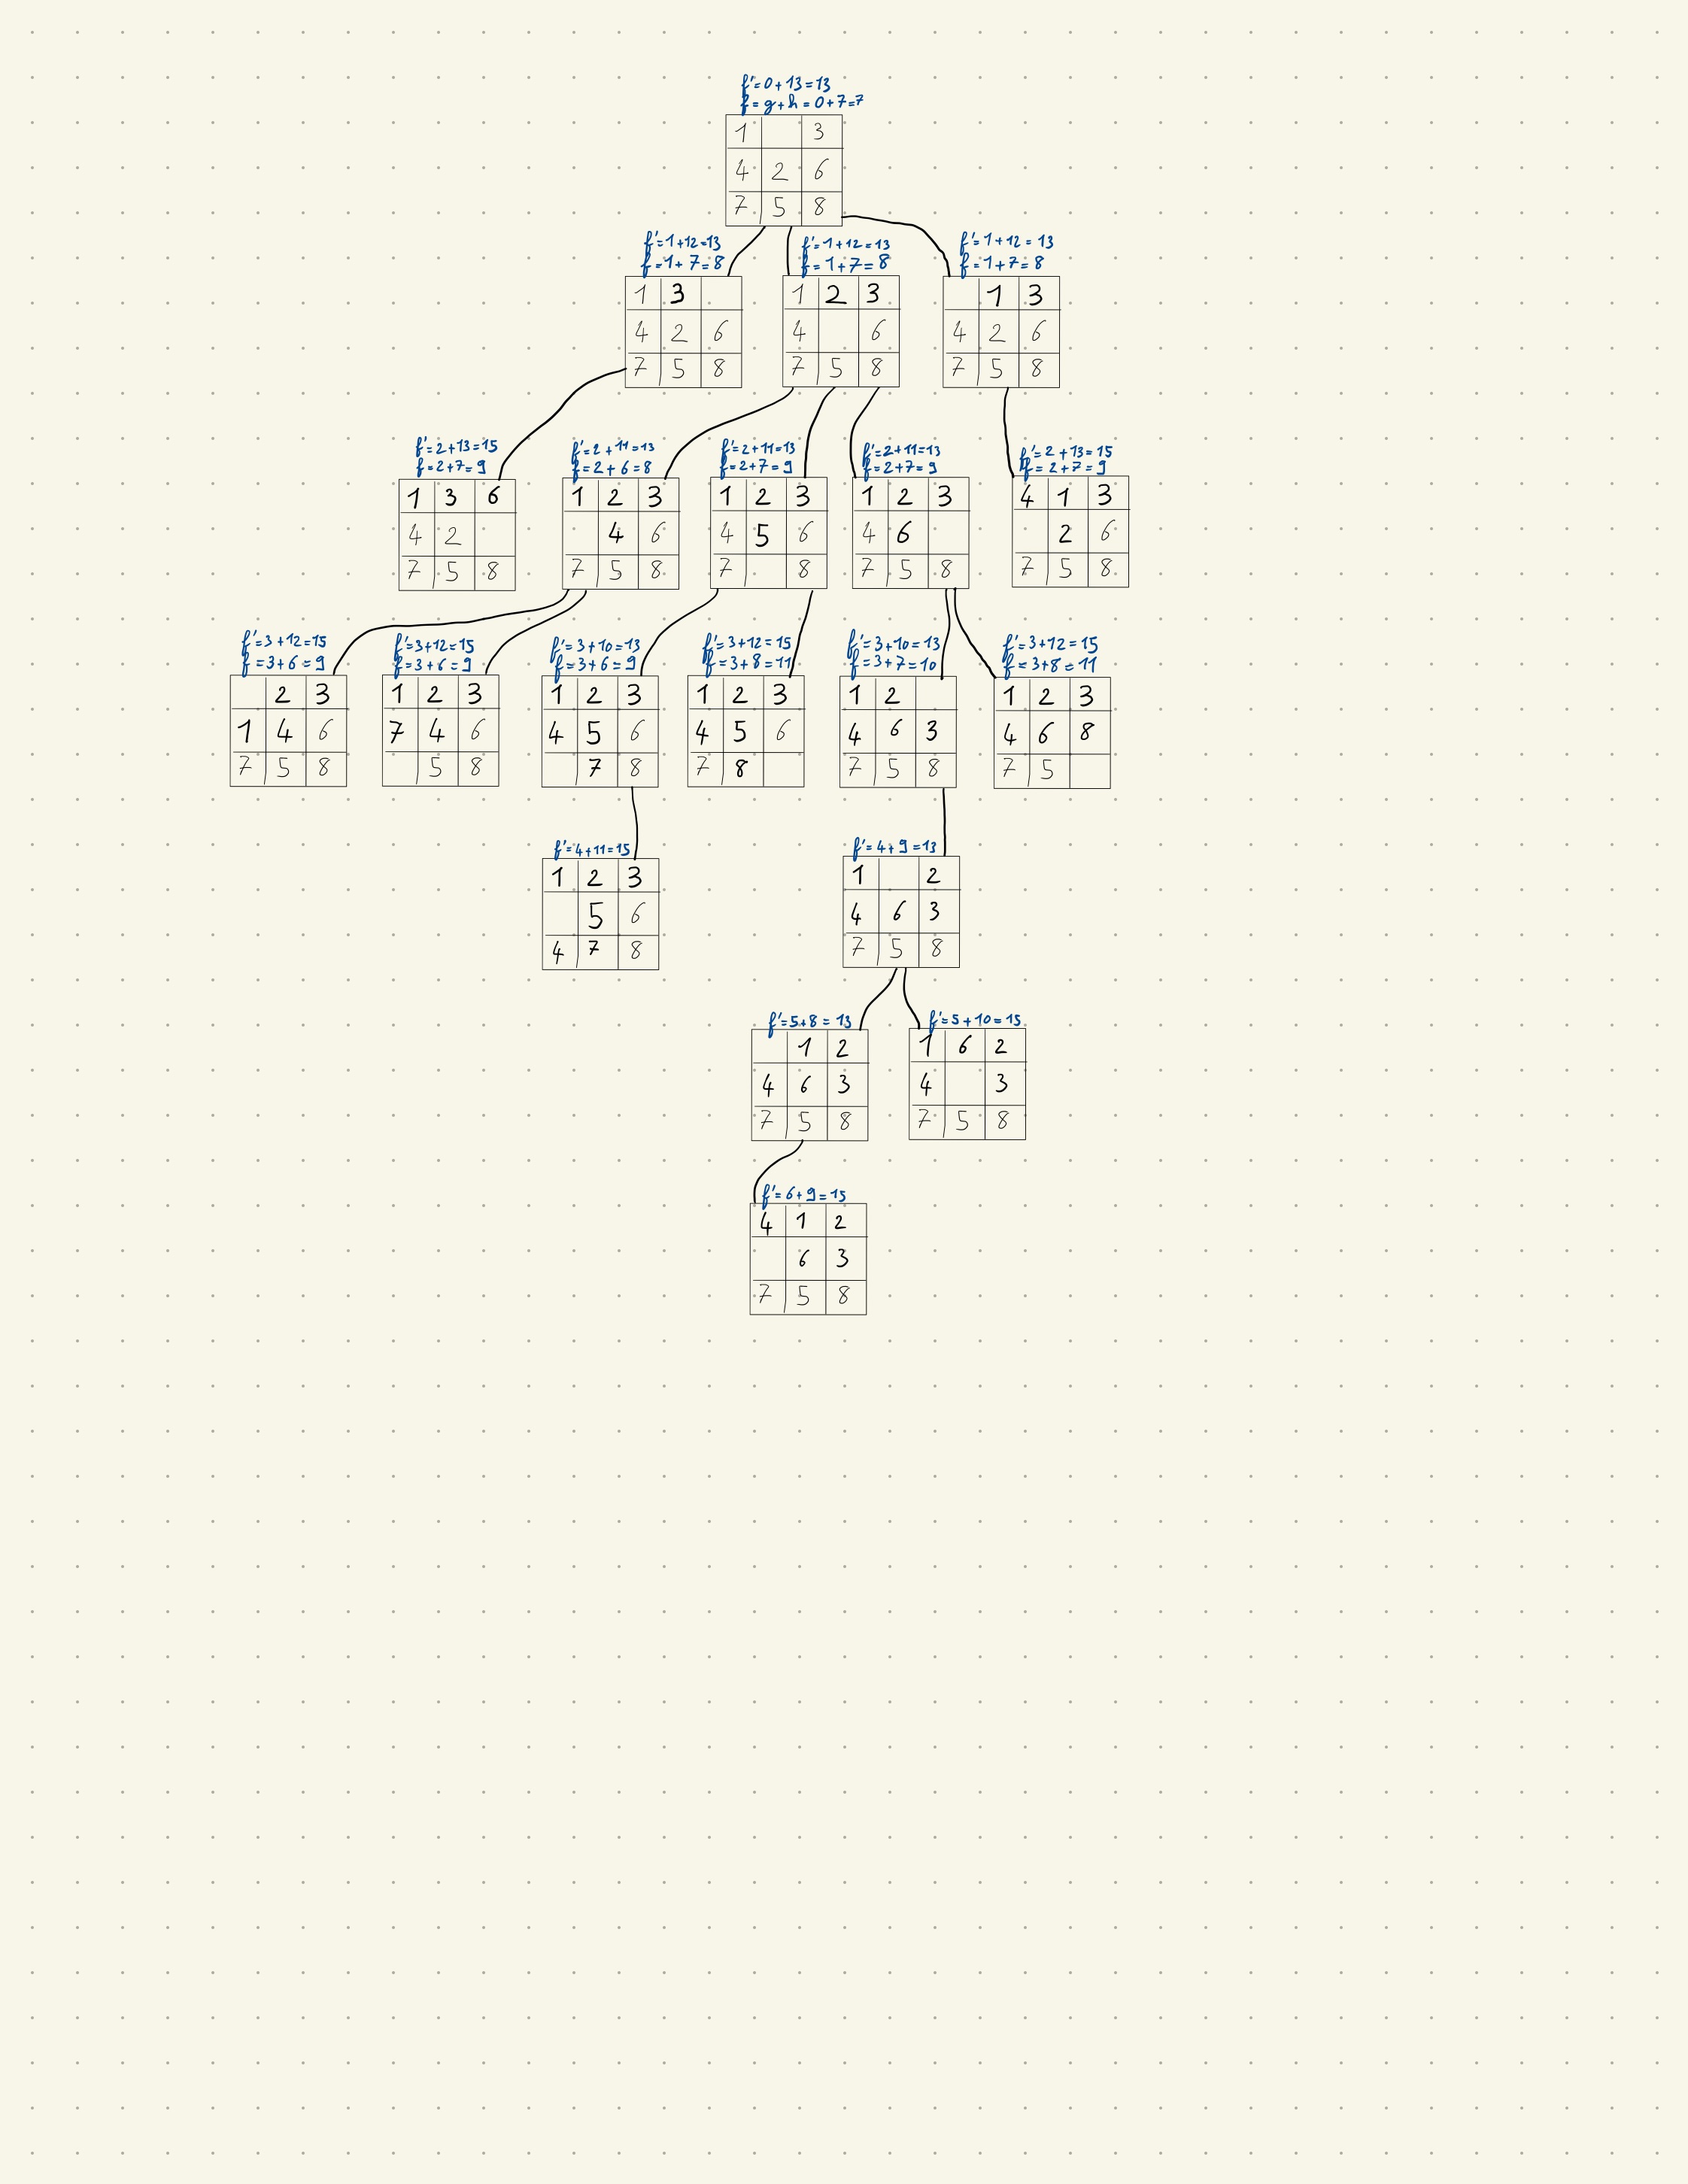 f'=0+13=13
f=g+h=0+7=7
1 3
4 2 6
7 5 8
f'=1+12=13
f=1+7=8
1 3
4 2 6
7 5 8
f'=1+12=13
f=1+7=8
1 2 3
4 6
7 5 8
f'=1+12=13
f=1+7=8
1 3
4 2 6
7 5 8
f'=2+13=15
f=2+7=9
1 3 6
4 2
7 5 8
f'=2+11=13
f=2+6=8
1 2 3
4 6
7 5 8
f'=2+11=13
f=2+7=9
1 2 3
4 5 6
7 8
f'=2+11=13
f=2+7=9
1 2 3
4 6
7 5 8
f'=2+13=15
f=2+7=9
4 1 3
2 6
7 5 8
f'=3+12=15
f=3+6=9
2 3
1 4 6
7 5 8
f'=3+12=15
f=3+6=9
1 2 3
7 4 6
5 8
f'=3+10=13
f=3+6=9
1 2 3
4 5 6
7 8
f'=3+12=15
f=3+8=11
1 2 3
4 5 6
7 8
f'=3+10=13
f=3+7=10
1 2
4 6 3
7 5 8
f'=3+12=15
f=3+8=11
1 2 3
4 6 8
7 5
f'=4+11=15
1 2 3
5 6
4 7 8
f'=4+9=13
1 2
4 6 3
7 5 8
f'=5+8=13
1 2
4 6 3
7 5 8
f'=5+10=15
1 6 2
4 3
7 5 8
f'=6+9=15
4 1 2
6 3
7 5 8